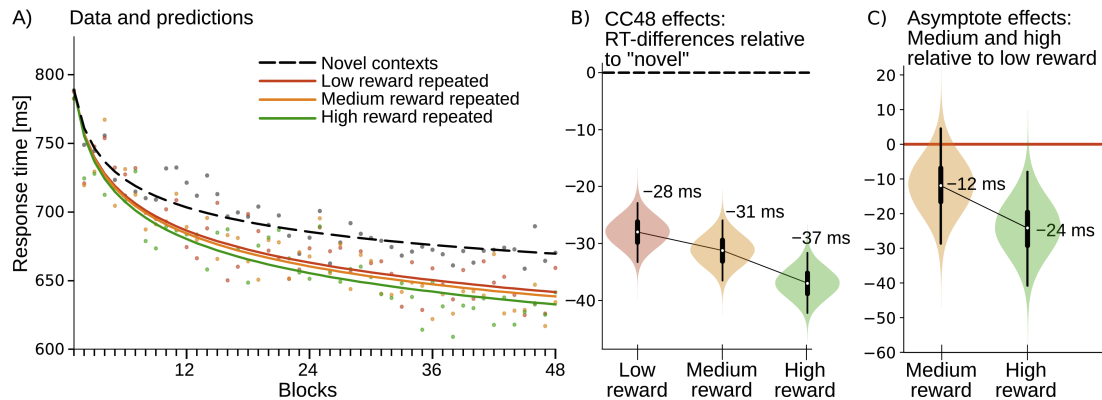 A) Data and predictions
Response time [ms]
800
750
700
650
600
Novel contexts
Low reward repeated
Medium reward repeated
High reward repeated
12
24
36
48
Blocks
B) CC48 effects:
RT-differences relative
to "novel"
0
−10
−20
−30
−40
−28 ms
−31 ms
−37 ms
Low
reward
Medium
reward
High
reward
C) Asymptote effects:
Medium and high
relative to low reward
20
10
0
−10
−20
−30
−40
−50
−60
−12 ms
−24 ms
Medium
reward
High
reward